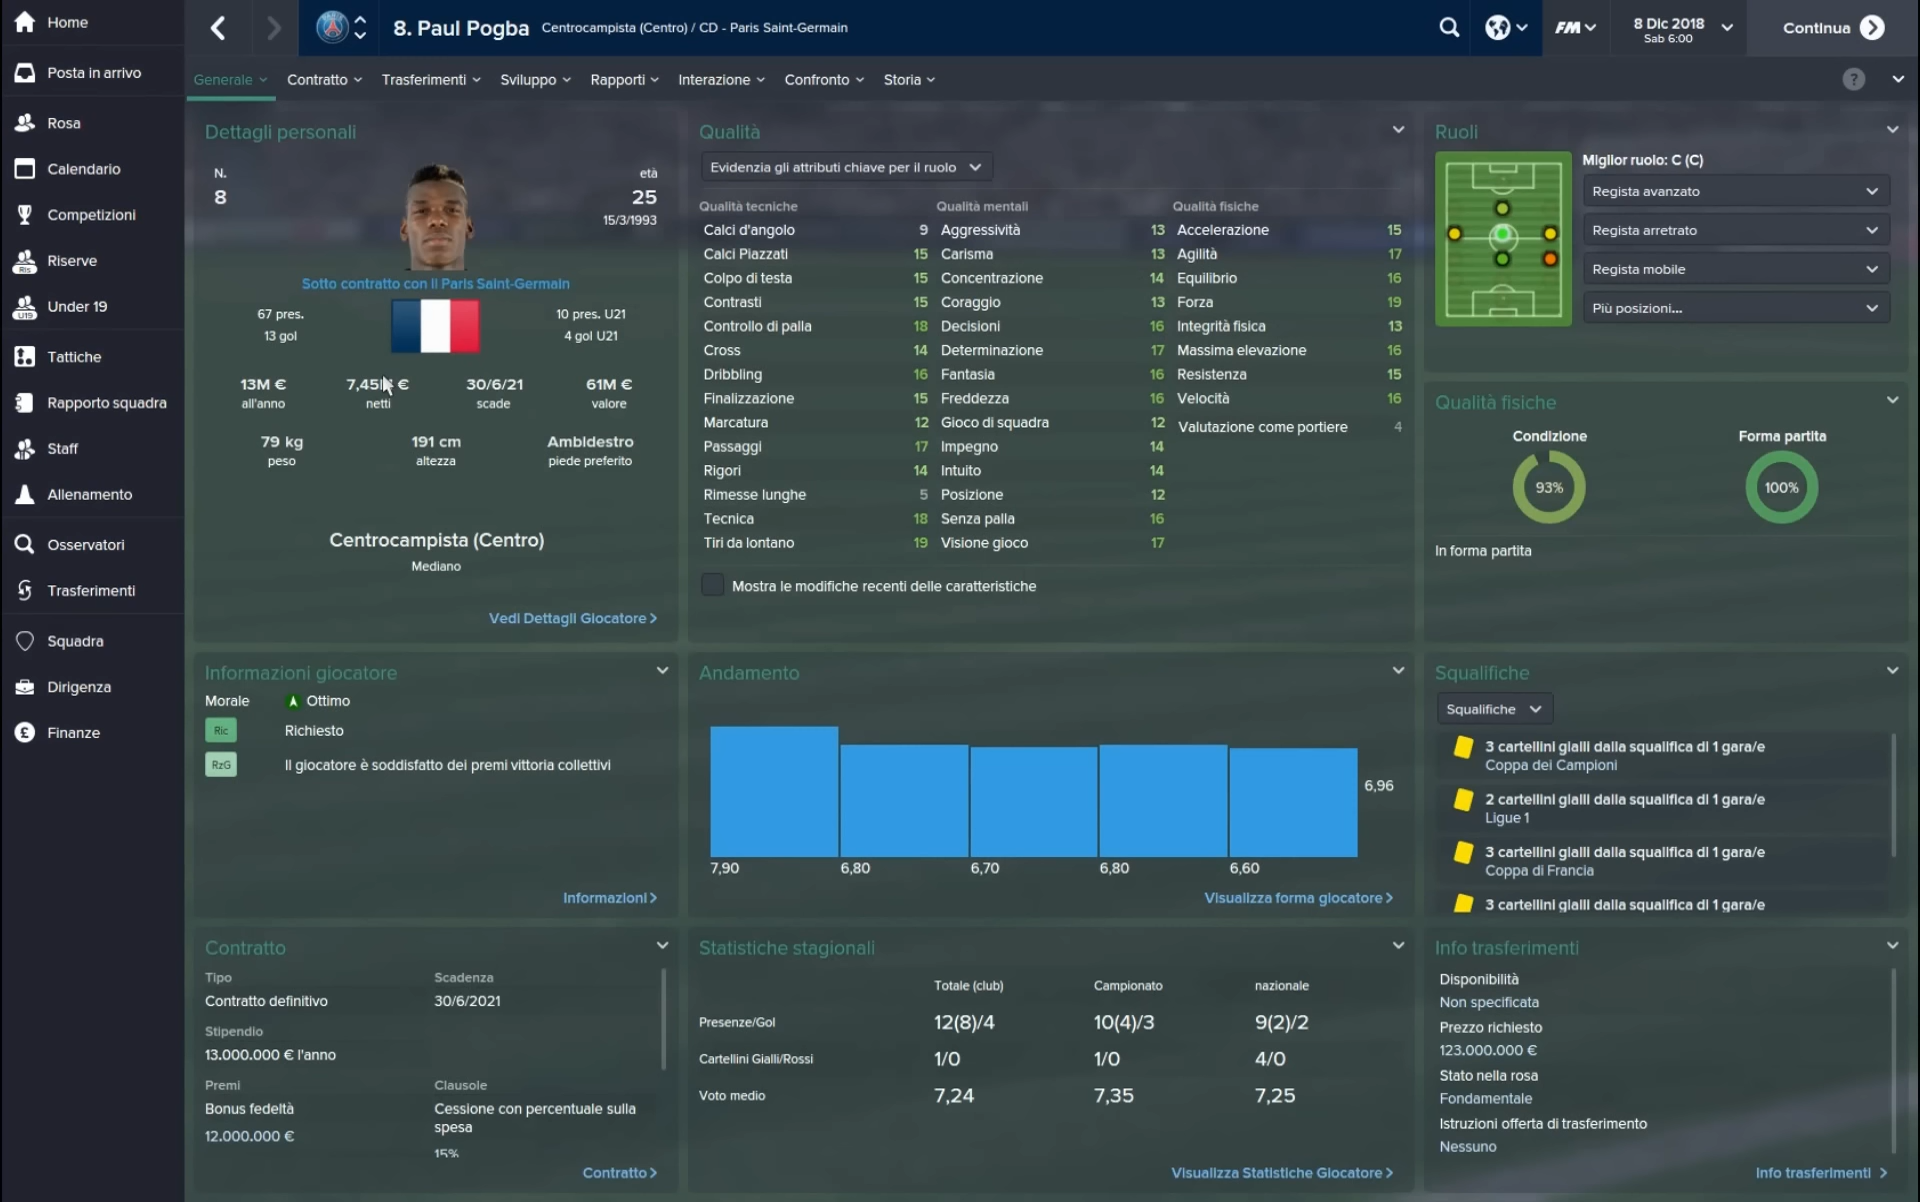 Home
Posta in arrivo
Rosa
Calendario
Competizioni
Riserve
Under 19
Tattiche
Rapporto squadra
Staff
Allenamento
Osservatori
Trasferimenti
Squadra
Dirigenza
Finanze
8. Paul Pogba Centrocampista (Centro) / CD - Paris Saint-Germain
FM
8 Dic 2018
Sab 6:00
Continua
Generale Contratto Trasferimenti Sviluppo Rapporti Interazione Confronto Storia
?
Dettagli personali
N.
8
età
25
15/3/1993
Sotto contratto con il Paris Saint-Germain
67 pres.
13 gol
10 pres. U21
4 gol U21
13M € 7,45 € 30/6/21 61M €
all'anno netti scade valore
79 kg 191 cm Ambidestro
peso altezza piede preferito
Centrocampista (Centro)
Mediano
Vedi Dettagli Giocatore >
Qualità
Evidenzia gli attributi chiave per il ruolo
Qualità tecniche Qualità mentali Qualità fisiche
Calci d'angolo 9 Aggressività 13 Accelerazione 15
Calci Piazzati 15 Carisma 13 Agilità 17
Colpo di testa 15 Concentrazione 14 Equilibrio 16
Contrasti 15 Coraggio 13 Forza 19
Controllo di palla 18 Decisioni 16 Integrità fisica 13
Cross 14 Determinazione 17 Massima elevazione 16
Dribbling 16 Fantasia 16 Resistenza 15
Finalizzazione 15 Freddezza 16 Velocità 16
Marcatura 12 Gioco di squadra 12 Valutazione come portiere 4
Passaggi 17 Impegno 14
Rigori 14 Intuito 14
Rimesse lunghe 5 Posizione 12
Tecnica 18 Senza palla 16
Tiri da lontano 19 Visione gioco 17
Mostra le modifiche recenti delle caratteristiche
Ruoli
Miglior ruolo: C (C)
Regista avanzato
Regista arretrato
Regista mobile
Più posizioni...
Qualità fisiche
Condizione Forma partita
93% 100%
In forma partita
Informazioni giocatore
Morale Ottimo
Ric Richiesto
RzG Il giocatore è soddisfatto dei premi vittoria collettivi
Informazioni >
Andamento
6,96
7,90 6,80 6,70 6,80 6,60
Visualizza forma giocatore >
Squalifiche
Squalifiche
3 cartellini gialli dalla squalifica di 1 gara/e
Coppa dei Campioni
2 cartellini gialli dalla squalifica di 1 gara/e
Ligue 1
3 cartellini gialli dalla squalifica di 1 gara/e
Coppa di Francia
3 cartellini gialli dalla squalifica di 1 gara/e
Contratto
Tipo Scadenza
Contratto definitivo 30/6/2021
Stipendio
13.000.000 € l'anno
Premi Clausole
Bonus fedeltà Cessione con percentuale sulla
spesa
12.000.000 €
15%
Contratto >
Statistiche stagionali
Totale (club) Campionato nazionale
Presenze/Gol 12(8)/4 10(4)/3 9(2)/2
Cartellini Gialli/Rossi 1/0 1/0 4/0
Voto medio 7,24 7,35 7,25
Visualizza Statistiche Giocatore >
Info trasferimenti
Disponibilità
Non specificata
Prezzo richiesto
123.000.000 €
Stato nella rosa
Fondamentale
Istruzioni offerta di trasferimento
Nessuno
Info trasferimenti >